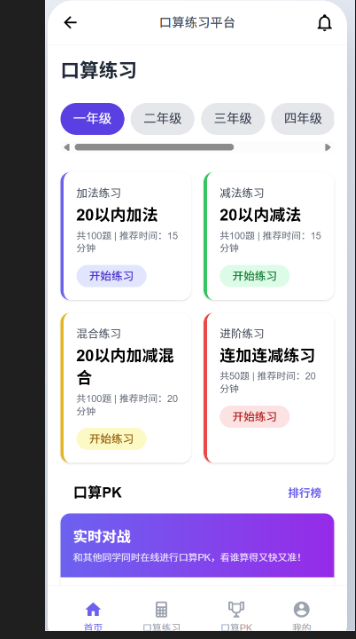 口算练习平台
口算练习
一年级 二年级 三年级 四年级
加法练习
20以内加法
共100题 | 推荐时间：15
分钟
开始练习
减法练习
20以内减法
共100题 | 推荐时间：15
分钟
开始练习
混合练习
20以内加减混
合
共100题 | 推荐时间：20
分钟
开始练习
进阶练习
连加连减练习
共50题 | 推荐时间：20
分钟
开始练习
口算PK 排行榜
实时对战
和其他同学同时在线进行口算PK，看谁算得又快又准！
首页 口算练习 口算PK 我的